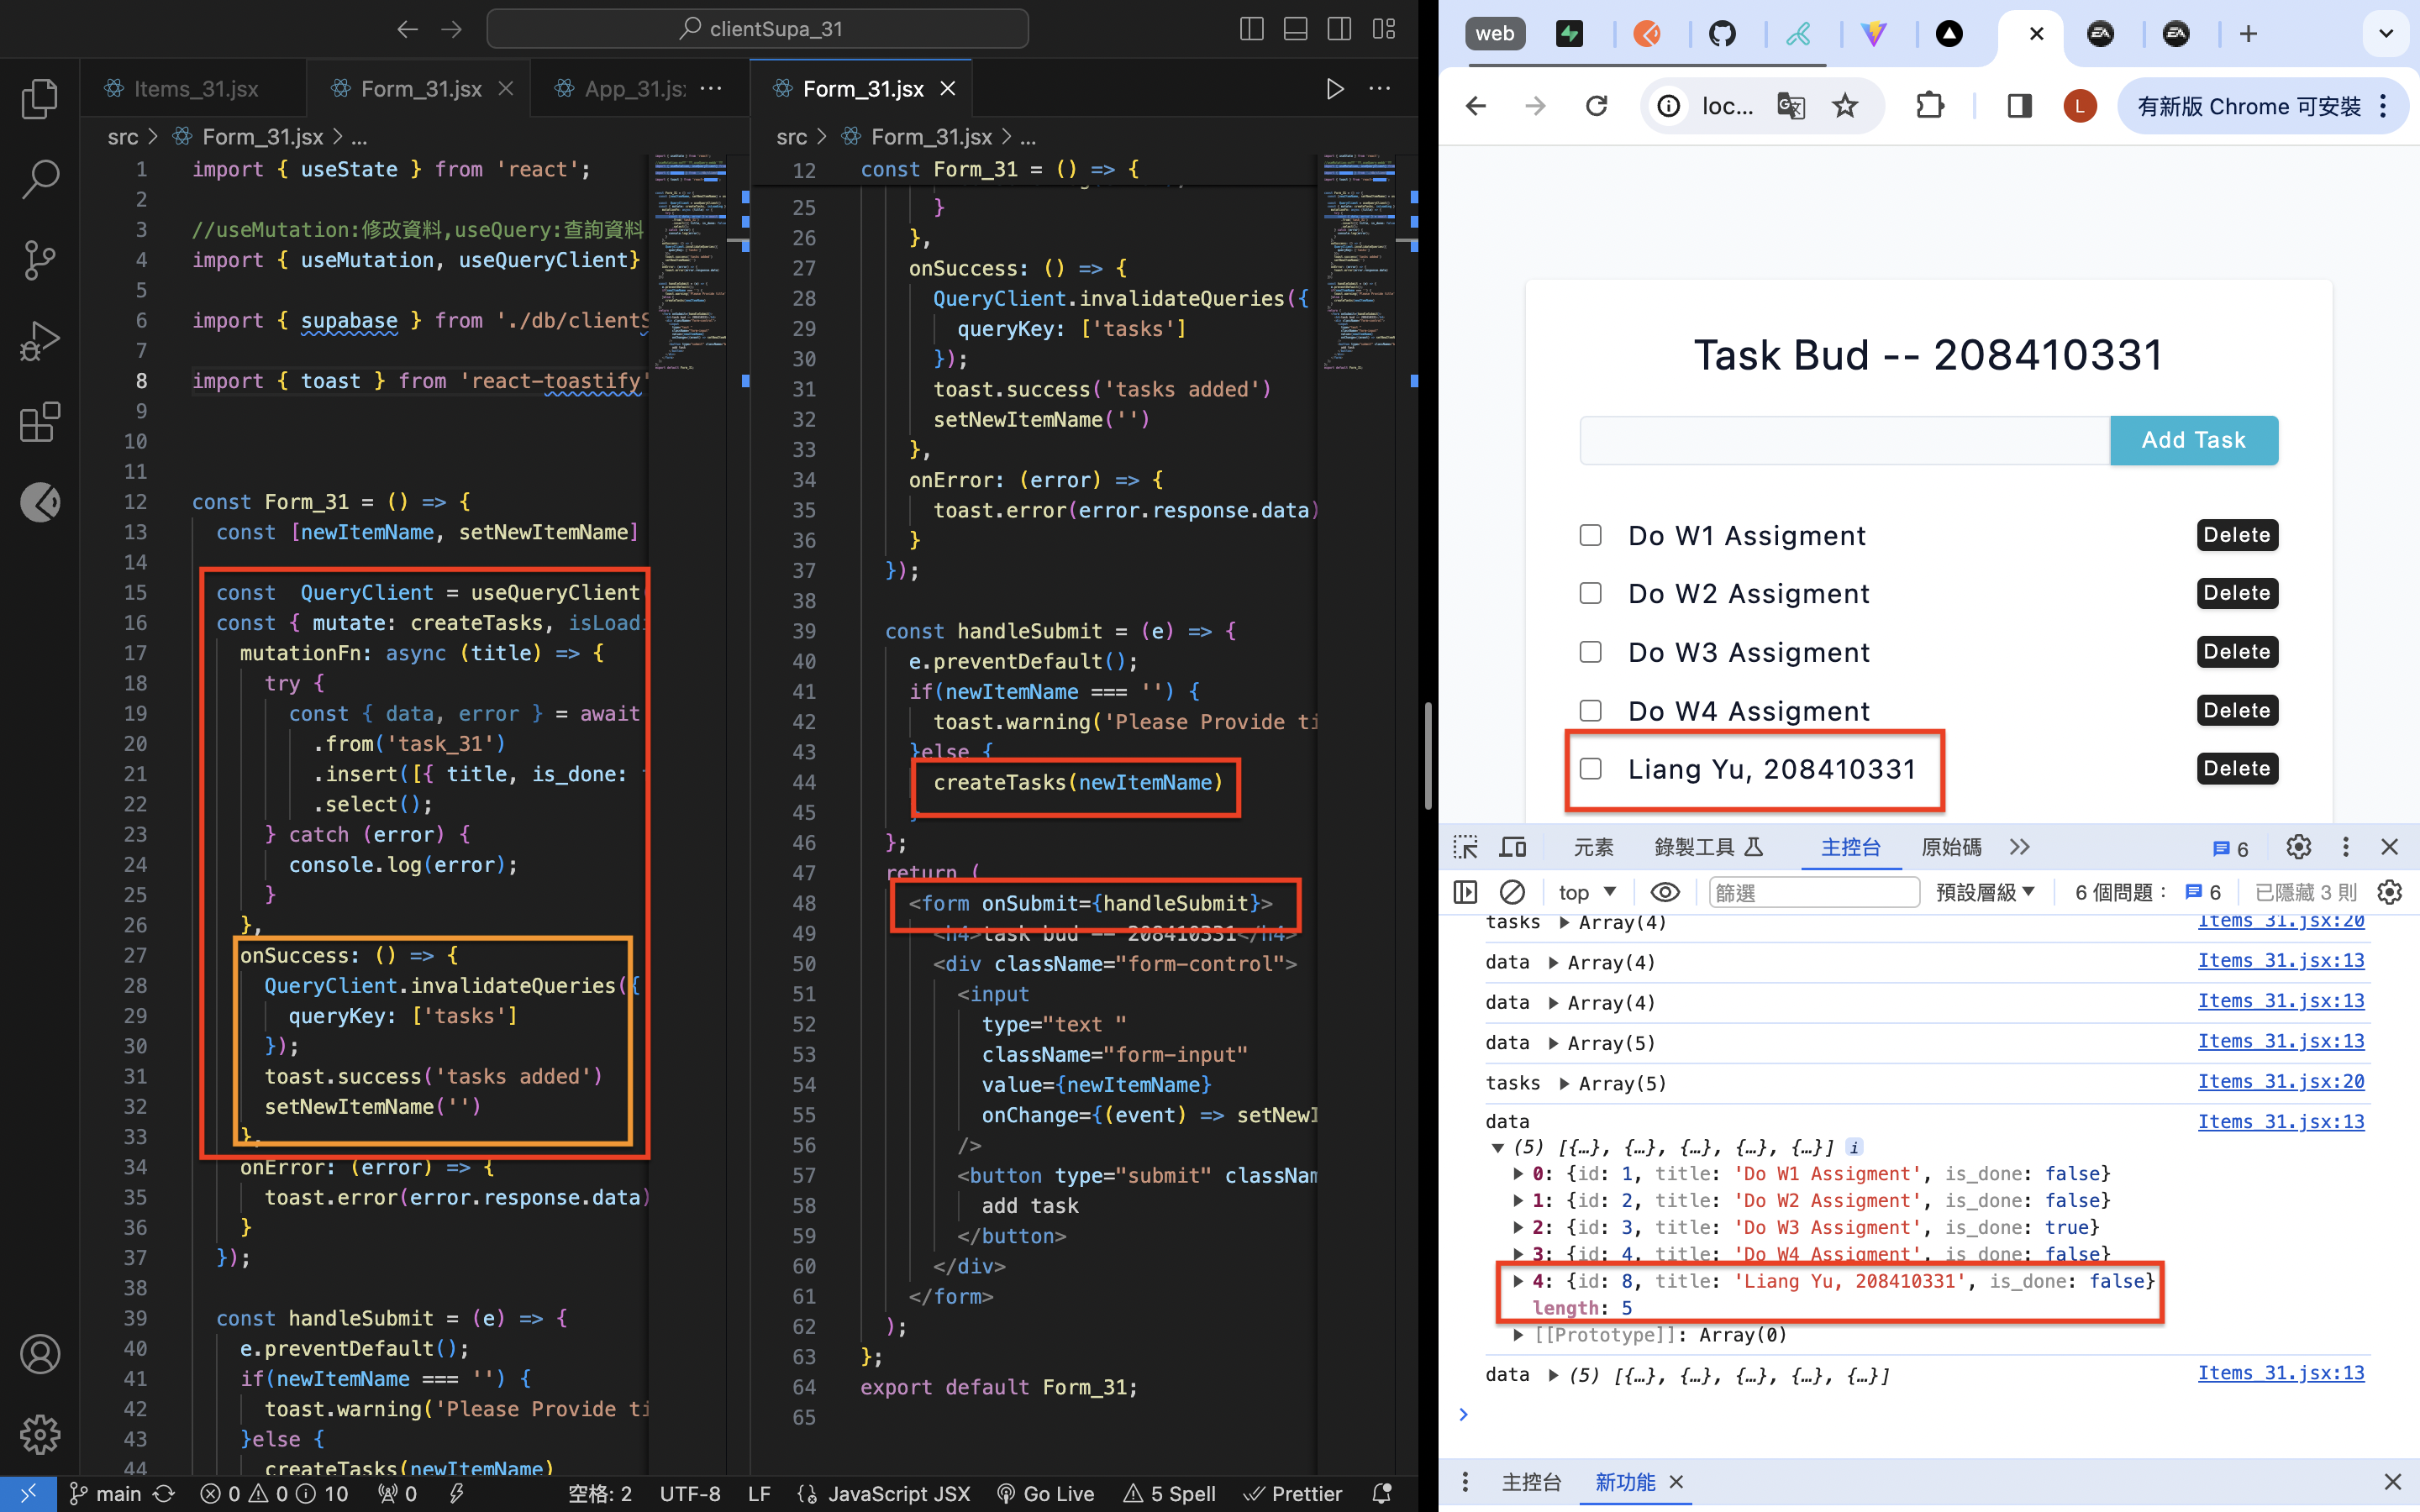 clientSupa_31
Items_31.jsx
Form_31.jsx
App_31.js:
src > Form_31.jsx > ...
1 import { useState } from 'react';
2
3 //useMutation:修改資料,useQuery:查詢資料
4 import { useMutation, useQueryClient}
5
6 import { supabase } from './db/clientS
7
8 import { toast } from 'react-toastify'
9
10
11
12 const Form_31 = () => {
13 const [newItemName, setNewItemName]
14
15 const  QueryClient = useQueryClient(
16 const { mutate: createTasks, isLoadi
17 mutationFn: async (title) => {
18 try {
19 const { data, error } = await
20 .from('task_31')
21 .insert([{ title, is_done:
22 .select();
23 } catch (error) {
24 console.log(error);
25 }
26 },
27 onSuccess: () => {
28 QueryClient.invalidateQueries({
29 queryKey: ['tasks']
30 });
31 toast.success('tasks added')
32 setNewItemName('')
33 },
34 onError: (error) => {
35 toast.error(error.response.data)
36 }
37 });
38
39 const handleSubmit = (e) => {
40 e.preventDefault();
41 if(newItemName === '') {
42 toast.warning('Please Provide ti
43 }else {
44 createTasks(newItemName)
Form_31.jsx
src > Form_31.jsx > ...
12 const Form_31 = () => {
25 }
26 },
27 onSuccess: () => {
28 QueryClient.invalidateQueries({
29 queryKey: ['tasks']
30 });
31 toast.success('tasks added')
32 setNewItemName('')
33 },
34 onError: (error) => {
35 toast.error(error.response.data)
36 }
37 });
38
39 const handleSubmit = (e) => {
40 e.preventDefault();
41 if(newItemName === '') {
42 toast.warning('Please Provide ti
43 }else {
44 createTasks(newItemName)
45 }
46 };
47 return (
48 <form onSubmit={handleSubmit}>
49 <h4>task bud -- 208410331</h4>
50 <div className="form-control">
51 <input
52 type="text "
53 className="form-input"
54 value={newItemName}
55 onChange={(event) => setNewI
56 />
57 <button type="submit" classNam
58 add task
59 </button>
60 </div>
61 </form>
62 );
63 };
64 export default Form_31;
65
main 0 0 10 0 空格: 2 UTF-8 LF JavaScript JSX Go Live 5 Spell Prettier
web
loc...
L
有新版 Chrome 可安裝
Task Bud -- 208410331
Add Task
Do W1 Assigment Delete
Do W2 Assigment Delete
Do W3 Assigment Delete
Do W4 Assigment Delete
Liang Yu, 208410331 Delete
元素 錄製工具 主控台 原始碼 6
top 篩選 預設層級 6 個問題： 6 已隱藏 3 則
tasks Array(4) Items_31.jsx:20
data Array(4) Items_31.jsx:13
data Array(4) Items_31.jsx:13
data Array(5) Items_31.jsx:13
tasks Array(5) Items_31.jsx:20
data Items_31.jsx:13
(5) [{…}, {…}, {…}, {…}, {…}] i
0: {id: 1, title: 'Do W1 Assigment', is_done: false}
1: {id: 2, title: 'Do W2 Assigment', is_done: false}
2: {id: 3, title: 'Do W3 Assigment', is_done: true}
3: {id: 4, title: 'Do W4 Assigment', is_done: false}
4: {id: 8, title: 'Liang Yu, 208410331', is_done: false}
length: 5
[[Prototype]]: Array(0)
data (5) [{…}, {…}, {…}, {…}, {…}] Items_31.jsx:13
主控台 新功能